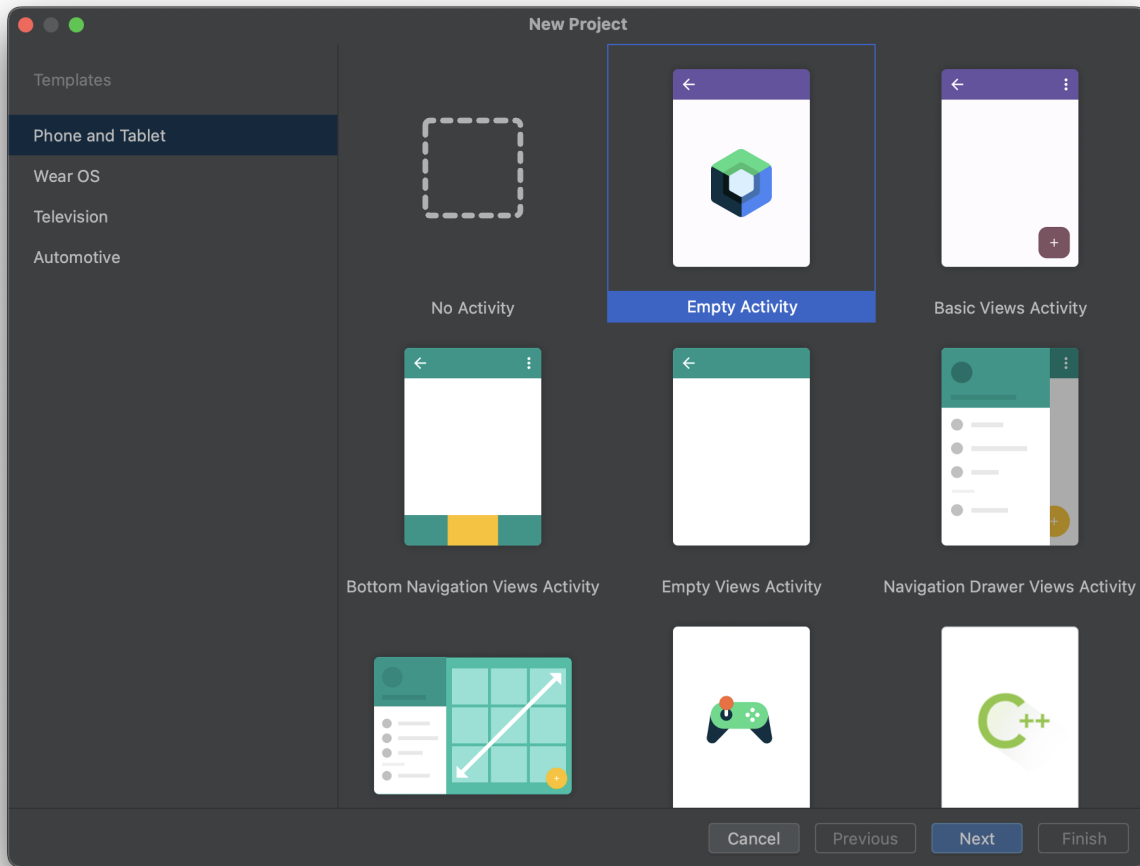 New Project
Templates
Phone and Tablet
Wear OS
Television
Automotive
No Activity
Empty Activity
Basic Views Activity
Bottom Navigation Views Activity
Empty Views Activity
Navigation Drawer Views Activity
C++
Cancel
Previous
Next
Finish